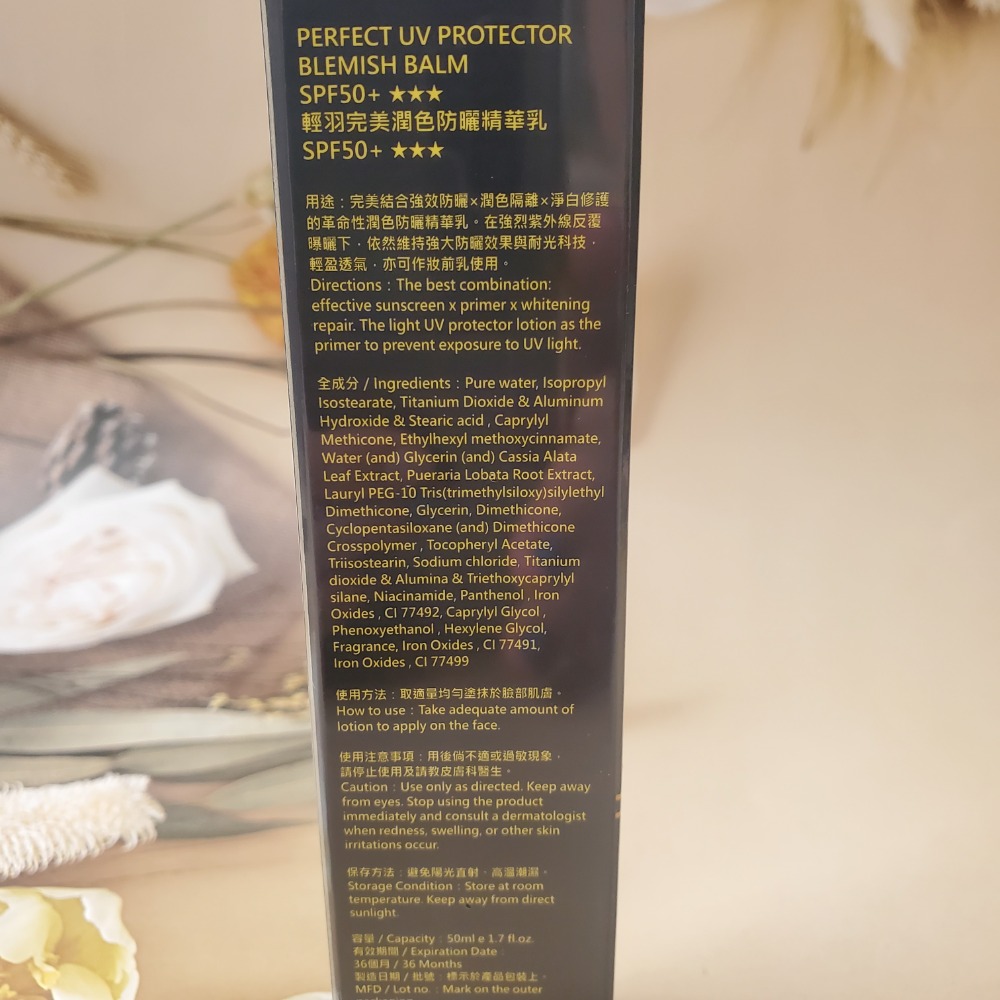 PERFECT UV PROTECTOR
BLEMISH BALM
SPF50+ ★★★
輕羽完美潤色防曬精華乳
SPF50+ ★★★
用途：完美結合強效防曬×潤色隔離×淨白修護
的革命性潤色防曬精華乳。在強烈紫外線反覆
曝曬下，依然維持強大防曬效果與耐光科技，
輕盈透氣，亦可作妝前乳使用。
Directions : The best combination:
effective sunscreen x primer x whitening
repair. The light UV protector lotion as the
primer to prevent exposure to UV light.
全成分 / Ingredients : Pure water, Isopropyl
Isostearate, Titanium Dioxide & Aluminum
Hydroxide & Stearic acid , Caprylyl
Methicone, Ethylhexyl methoxycinnamate,
Water (and) Glycerin (and) Cassia Alata
Leaf Extract, Pueraria Lobata Root Extract,
Lauryl PEG-10 Tris(trimethylsiloxy)silylethyl
Dimethicone, Glycerin, Dimethicone,
Cyclopentasiloxane (and) Dimethicone
Crosspolymer , Tocopheryl Acetate,
Triisostearin, Sodium chloride, Titanium
dioxide & Alumina & Triethoxycaprylyl
silane, Niacinamide, Panthenol , Iron
Oxides , CI 77492, Caprylyl Glycol ,
Phenoxyethanol , Hexylene Glycol,
Fragrance, Iron Oxides , CI 77491,
Iron Oxides , CI 77499
使用方法：取適量均勻塗抹於臉部肌膚。
How to use : Take adequate amount of
lotion to apply on the face.
使用注意事項：用後倘不適或過敏現象，
請停止使用及請教皮膚科醫生。
Caution : Use only as directed. Keep away
from eyes. Stop using the product
immediately and consult a dermatologist
when redness, swelling, or other skin
irritations occur.
保存方法：避免陽光直射，高溫潮濕。
Storage Condition : Store at room
temperature. Keep away from direct
sunlight.
容量 / Capacity : 50ml e 1.7 fl.oz.
有效期間 / Expiration Date :
36個月 / 36 Months
製造日期 / 批號：標示於產品包裝上。
MFD / Lot no. : Mark on the outer